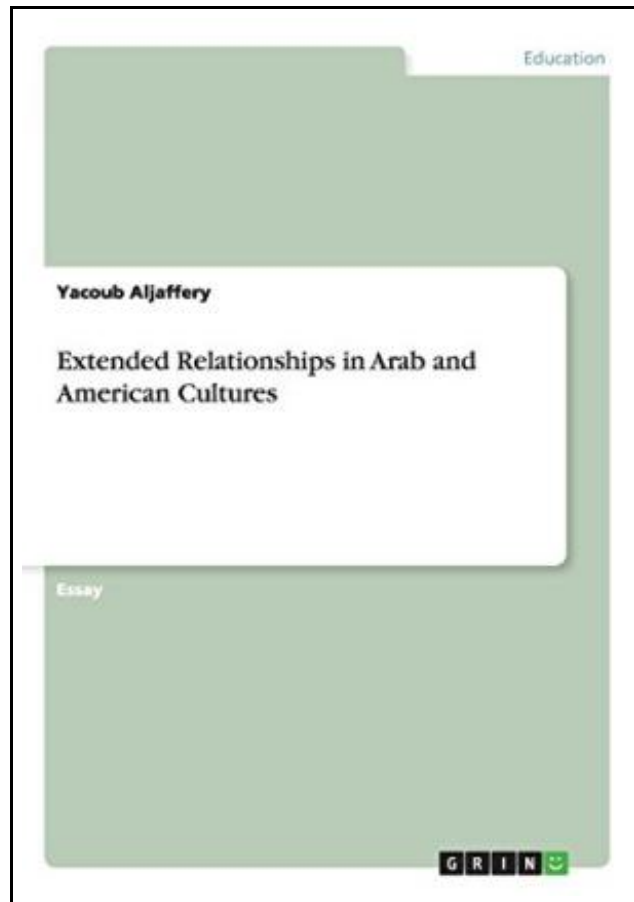 Education
Yacoub Aljaffery
Extended Relationships in Arab and
American Cultures
Essay
GRIN